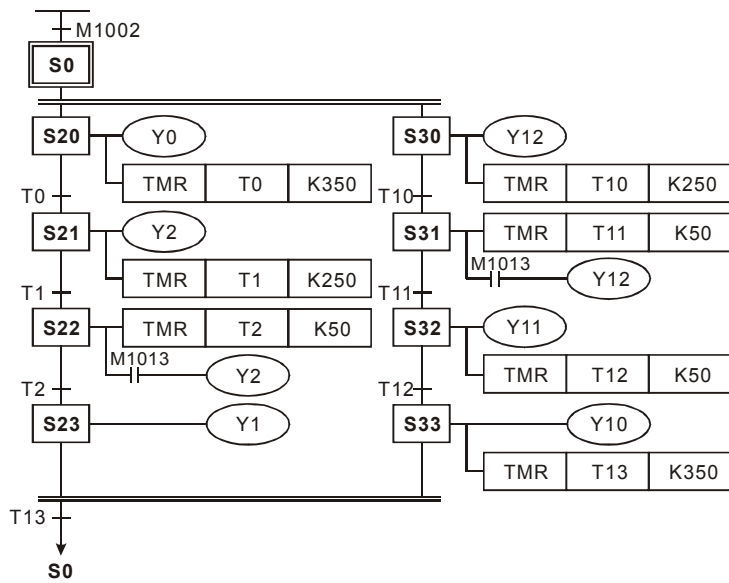 M1002
S0
S20 Y0 S30 Y12
TMR T0 K350 TMR T10 K250
T0 T10
S21 Y2 S31 TMR T11 K50
M1013 Y12
TMR T1 K250
T1 T11
S22 TMR T2 K50 S32 Y11
M1013 Y2 TMR T12 K50
T2 T12
S23 Y1 S33 Y10
TMR T13 K350
T13
S0